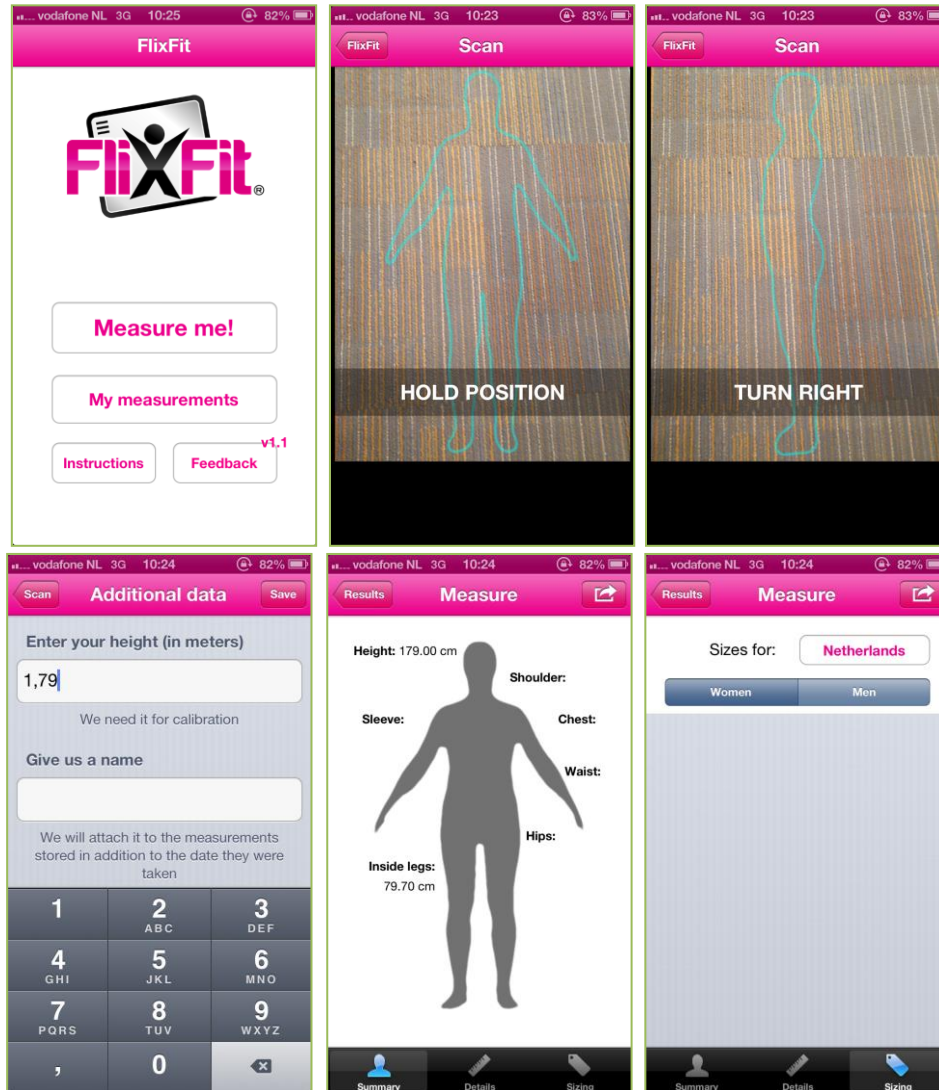 vodafone NL 3G 10:25 82%
FlixFit
FliXFit®
Measure me!
My measurements
v1.1
Instructions
Feedback
vodafone NL 3G 10:23 83%
FlixFit Scan
HOLD POSITION
vodafone NL 3G 10:23 83%
FlixFit Scan
TURN RIGHT
vodafone NL 3G 10:24 82%
Scan Additional data Save
Enter your height (in meters)
1,79
We need it for calibration
Give us a name
We will attach it to the measurements
stored in addition to the date they were
taken
1 2 3
ABC DEF
4 5 6
GHI JKL MNO
7 8 9
PQRS TUV WXYZ
, 0
vodafone NL 3G 10:24 82%
Results Measure
Height: 179.00 cm
Shoulder:
Sleeve: Chest:
Waist:
Hips:
Inside legs:
79.70 cm
Summary Details Sizing
vodafone NL 3G 10:24 82%
Results Measure
Sizes for: Netherlands
Women Men
Summary Details Sizing